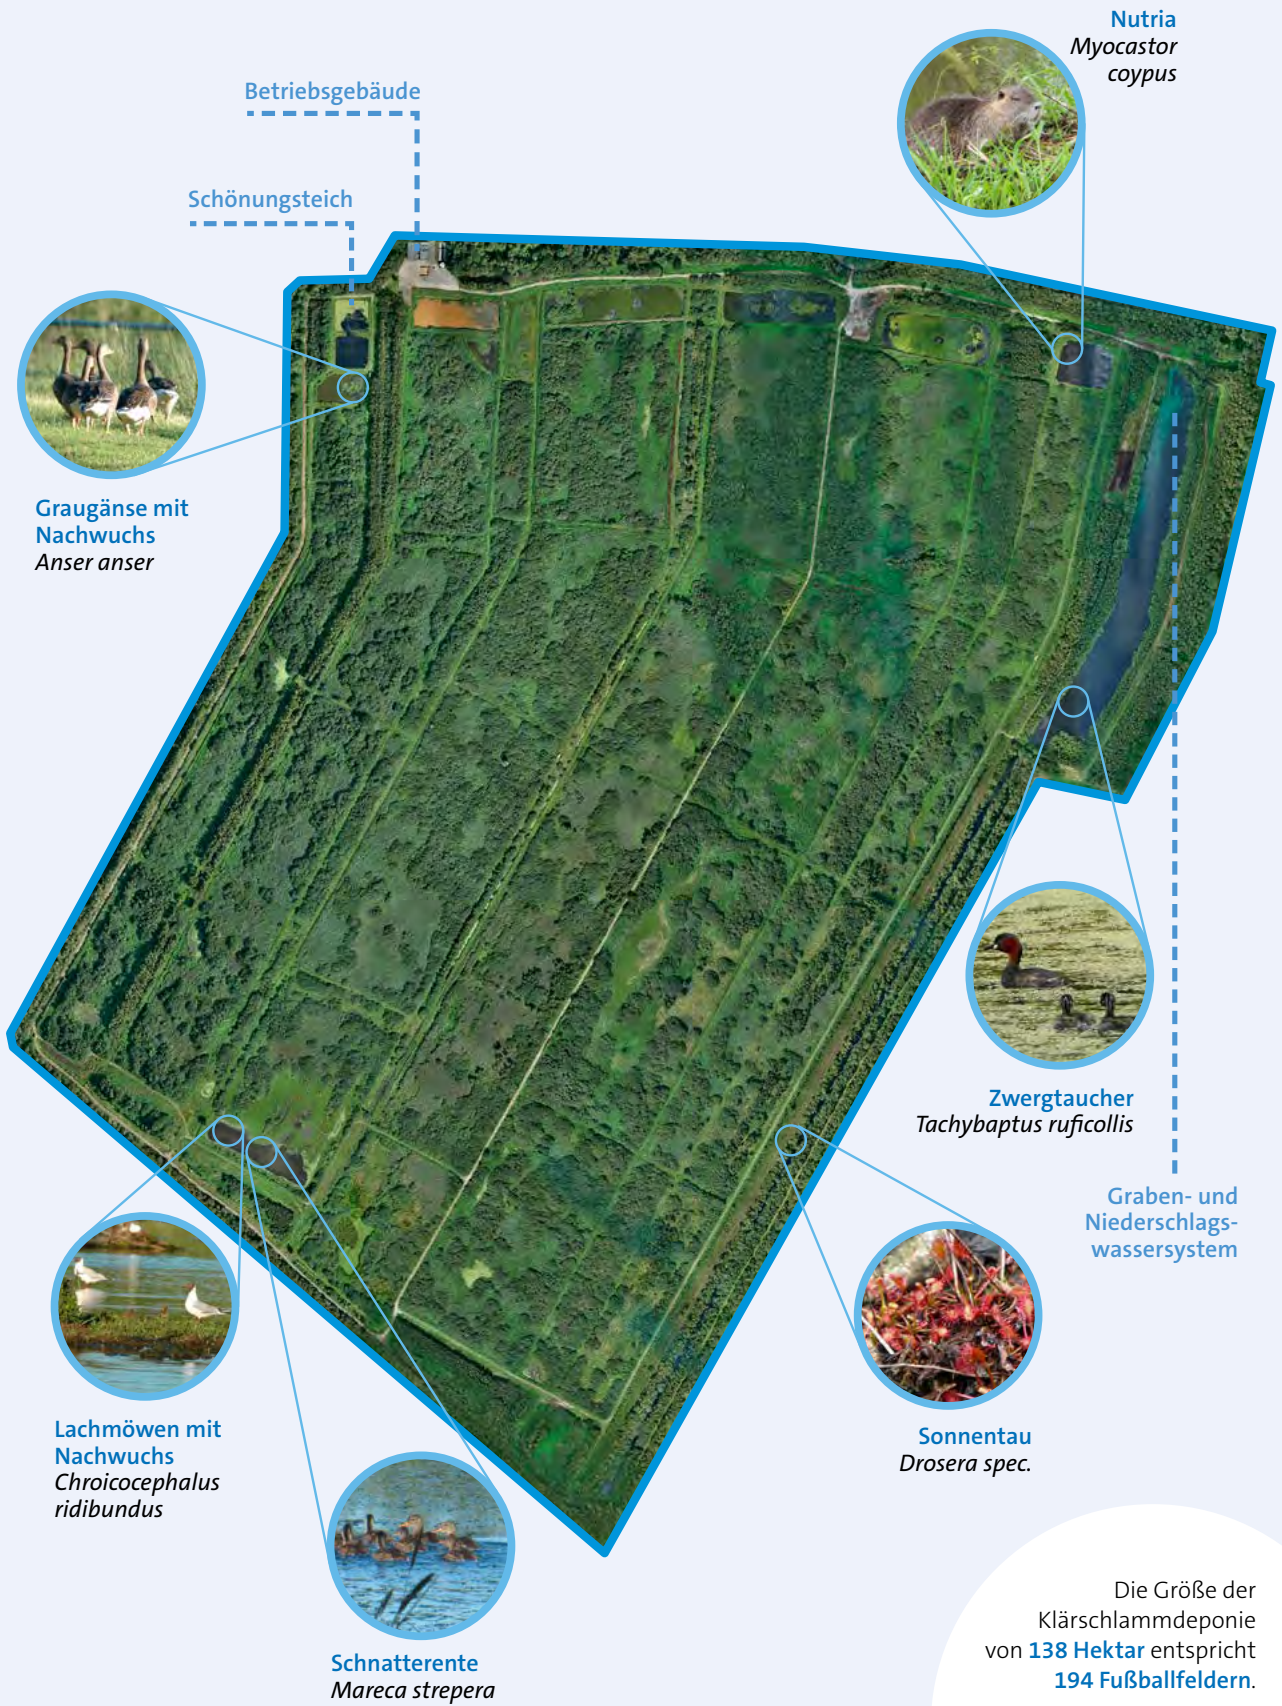 Nutria
Myocastor
coypus
Betriebsgebäude
Schönungsteich
Graugänse mit
Nachwuchs
Anser anser
Zwergtaucher
Tachybaptus ruficollis
Graben- und
Niederschlags-
wassersystem
Sonnentau
Drosera spec.
Lachmöwen mit
Nachwuchs
Chroicocephalus
ridibundus
Schnatterente
Mareca strepera
Die Größe der
Klärschlammdeponie
von 138 Hektar entspricht
194 Fußballfeldern.